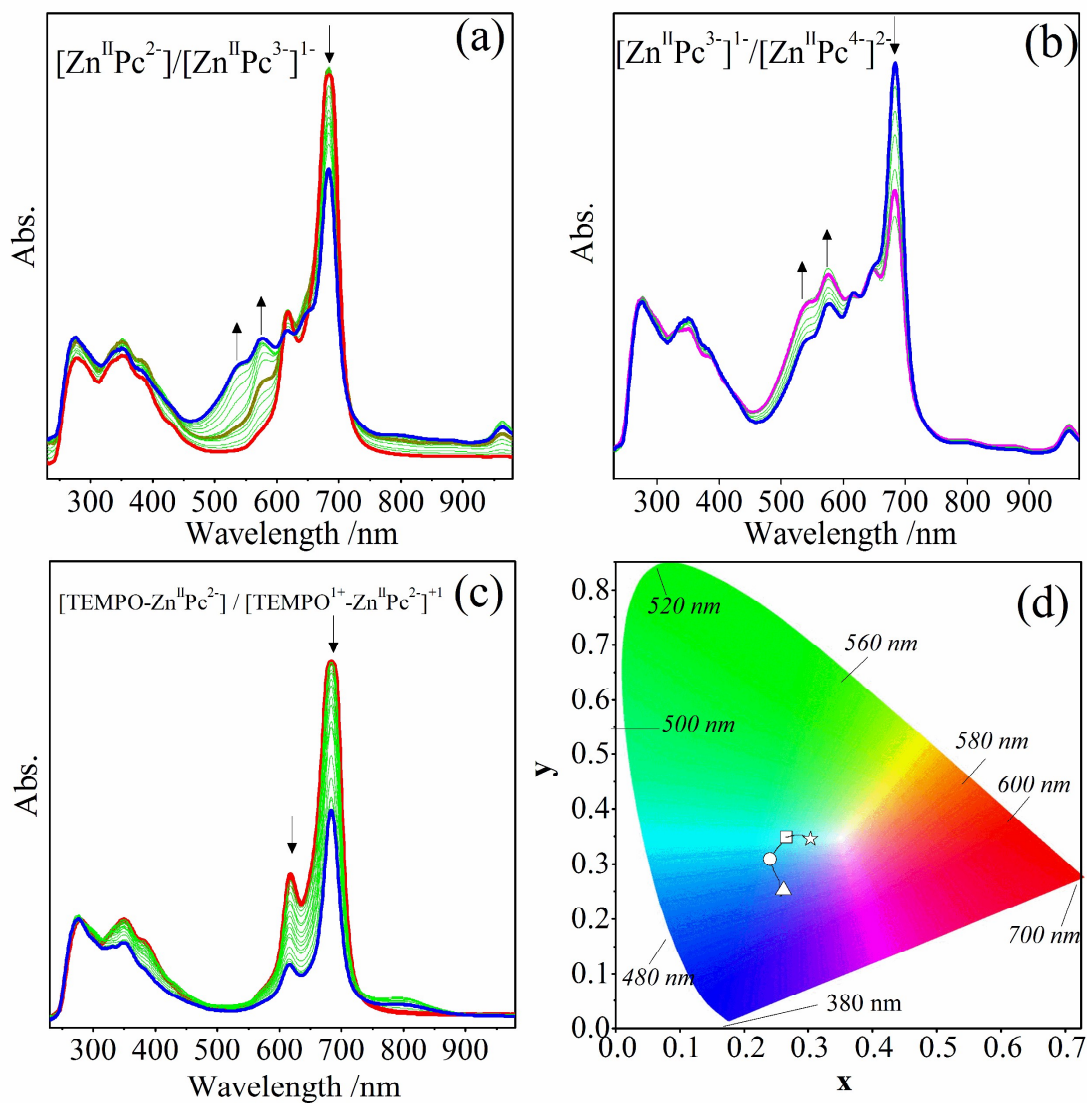 (a)
[Zn^II Pc^2-]/[Zn^II Pc^3-]^1-
Abs.
300 400 500 600 700 800 900
Wavelength /nm
(b)
[Zn^II Pc^3-]^1-/[Zn^II Pc^4-]^2-
Abs.
300 400 500 600 700 800 900
Wavelength /nm
(c)
[TEMPO-Zn^II Pc^2-] / [TEMPO^1+-Zn^II Pc^2-]^+1
Abs.
300 400 500 600 700 800 900
Wavelength /nm
(d)
520 nm
560 nm
500 nm
580 nm
600 nm
700 nm
480 nm
380 nm
y
0.8
0.7
0.6
0.5
0.4
0.3
0.2
0.1
0.0
0.0 0.1 0.2 0.3 0.4 0.5 0.6 0.7
x